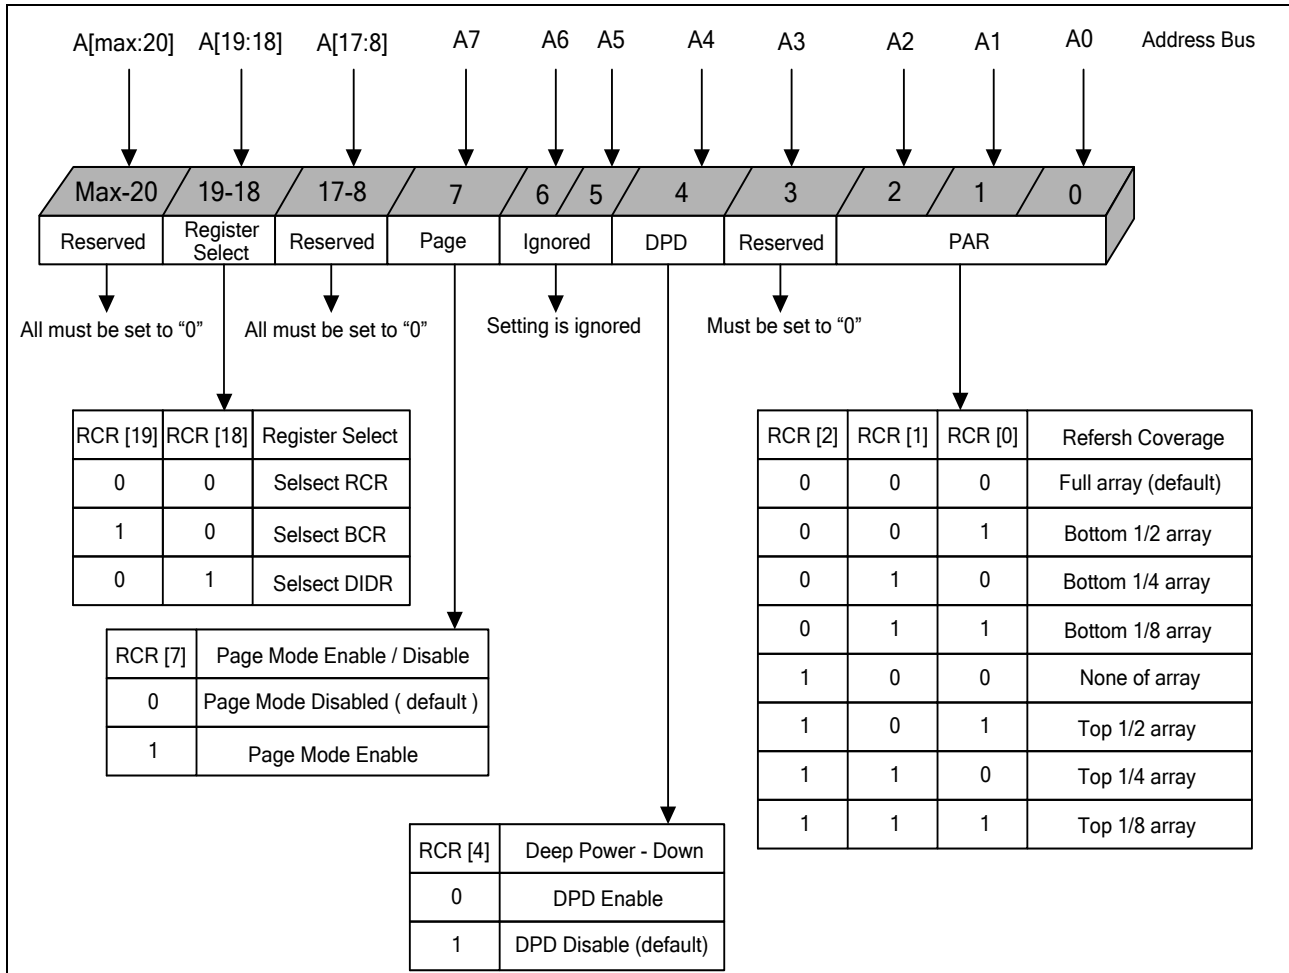 A[max:20] A[19:18] A[17:8] A7 A6 A5 A4 A3 A2 A1 A0 Address Bus
Max-20 19-18 17-8 7 6 5 4 3 2 1 0
Reserved Register Select Reserved Page Ignored DPD Reserved PAR
All must be set to “0” All must be set to “0” Setting is ignored Must be set to “0”
RCR [19] RCR [18] Register Select
0 0 Selsect RCR
1 0 Selsect BCR
0 1 Selsect DIDR
RCR [2] RCR [1] RCR [0] Refersh Coverage
0 0 0 Full array (default)
0 0 1 Bottom 1/2 array
0 1 0 Bottom 1/4 array
0 1 1 Bottom 1/8 array
1 0 0 None of array
1 0 1 Top 1/2 array
1 1 0 Top 1/4 array
1 1 1 Top 1/8 array
RCR [7] Page Mode Enable / Disable
0 Page Mode Disabled ( default )
1 Page Mode Enable
RCR [4] Deep Power - Down
0 DPD Enable
1 DPD Disable (default)